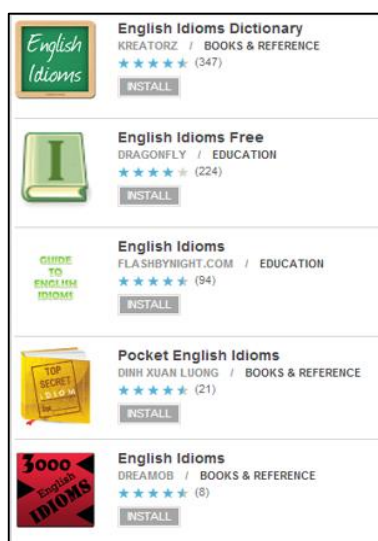 English
Idioms
English Idioms Dictionary
KREATORZ / BOOKS & REFERENCE
(347)
INSTALL
I
English Idioms Free
DRAGONFLY / EDUCATION
(224)
INSTALL
GUIDE
TO
ENGLISH
IDIOMS
English Idioms
FLASHBYNIGHT.COM / EDUCATION
(94)
INSTALL
TOP
SECRET
IDIOM
Pocket English Idioms
DINH XUAN LUONG / BOOKS & REFERENCE
(21)
INSTALL
3000
English
IDIOMS
English Idioms
DREAMOB / BOOKS & REFERENCE
(8)
INSTALL